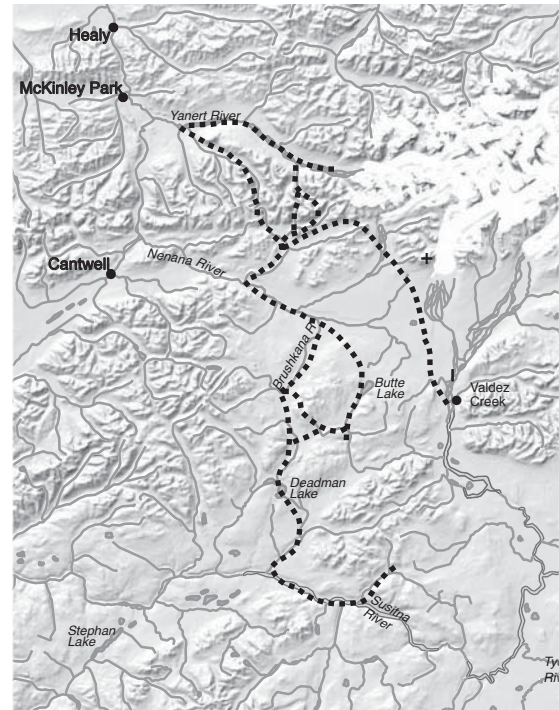 Healy
McKinley Park
Yanert River
Cantwell
Nenana River
Brushkana R
Butte
Lake
Valdez
Creek
Deadman
Lake
Susitna
River
Stephan
Lake